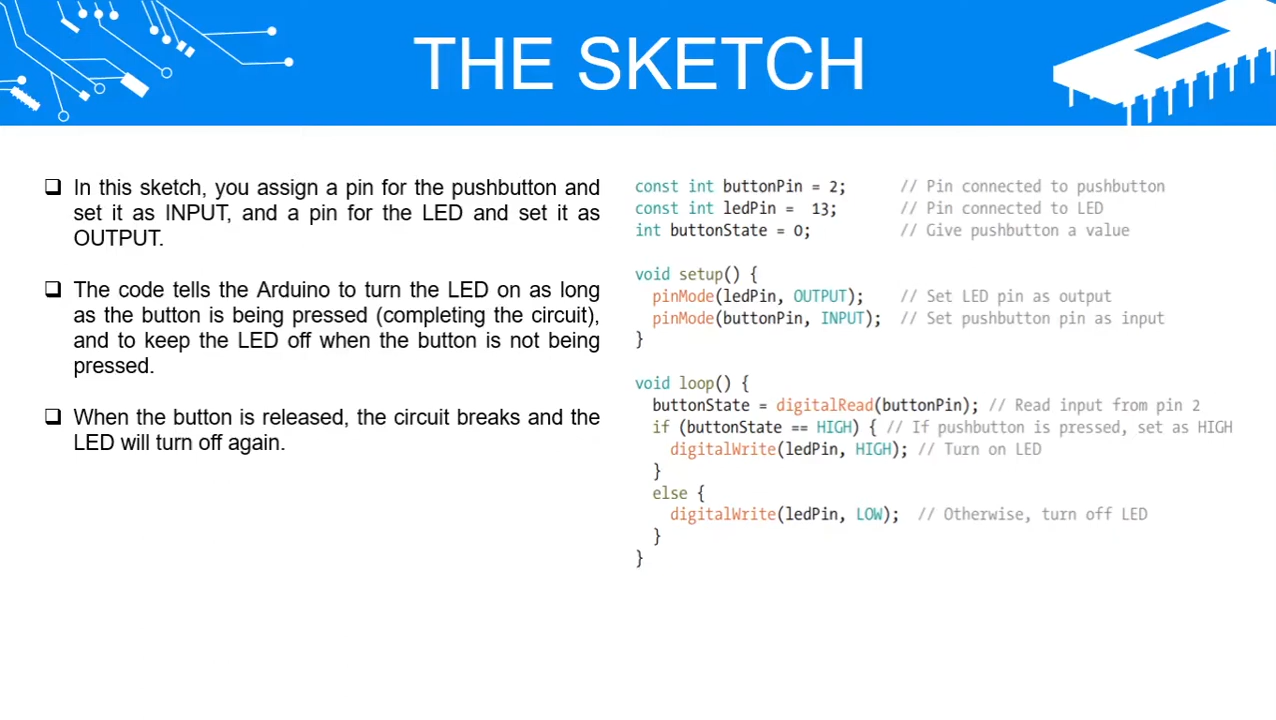 THE SKETCH
❑ In this sketch, you assign a pin for the pushbutton and
set it as INPUT, and a pin for the LED and set it as
OUTPUT.
❑ The code tells the Arduino to turn the LED on as long
as the button is being pressed (completing the circuit),
and to keep the LED off when the button is not being
pressed.
❑ When the button is released, the circuit breaks and the
LED will turn off again.
const int buttonPin = 2; // Pin connected to pushbutton
const int ledPin = 13; // Pin connected to LED
int buttonState = 0; // Give pushbutton a value
void setup() {
pinMode(ledPin, OUTPUT); // Set LED pin as output
pinMode(buttonPin, INPUT); // Set pushbutton pin as input
}
void loop() {
buttonState = digitalRead(buttonPin); // Read input from pin 2
if (buttonState == HIGH) { // If pushbutton is pressed, set as HIGH
digitalWrite(ledPin, HIGH); // Turn on LED
}
else {
digitalWrite(ledPin, LOW); // Otherwise, turn off LED
}
}